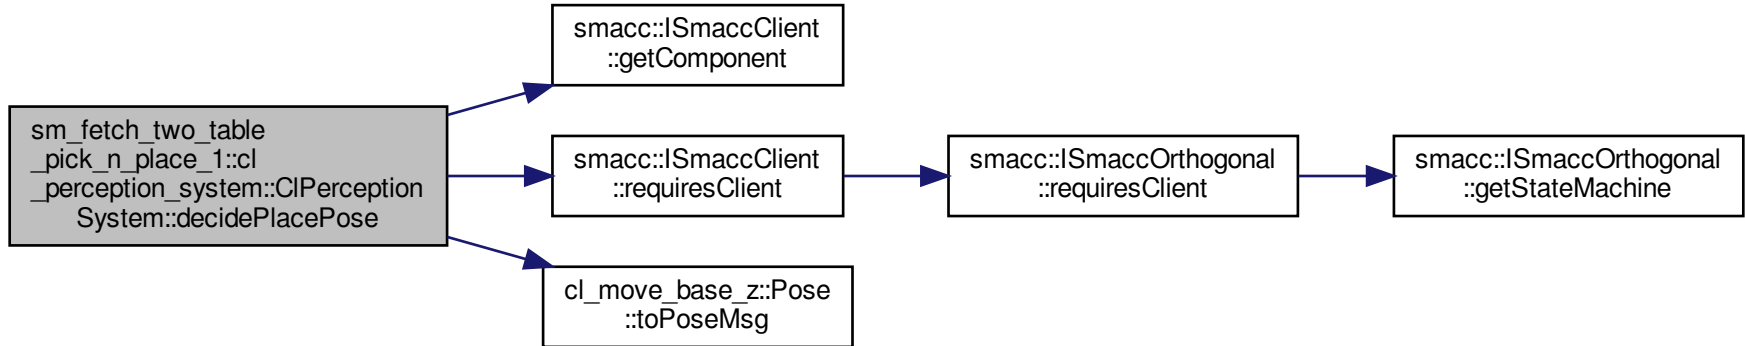 smacc::ISmaccClient
::getComponent
sm_fetch_two_table
_pick_n_place_1::cl
_perception_system::ClPerception
System::decidePlacePose
smacc::ISmaccClient
::requiresClient
smacc::ISmaccOrthogonal
::requiresClient
smacc::ISmaccOrthogonal
::getStateMachine
cl_move_base_z::Pose
::toPoseMsg